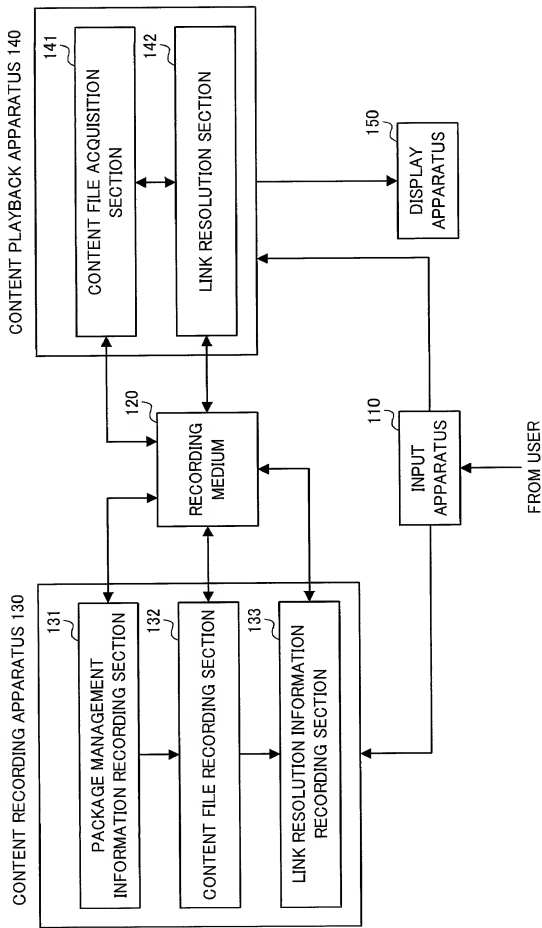 CONTENT RECORDING APPARATUS 130
131
PACKAGE MANAGEMENT
INFORMATION RECORDING SECTION
132
CONTENT FILE RECORDING SECTION
133
LINK RESOLUTION INFORMATION
RECORDING SECTION
120
RECORDING
MEDIUM
110
INPUT
APPARATUS
FROM USER
CONTENT PLAYBACK APPARATUS 140
141
CONTENT FILE ACQUISITION
SECTION
142
LINK RESOLUTION SECTION
150
DISPLAY
APPARATUS